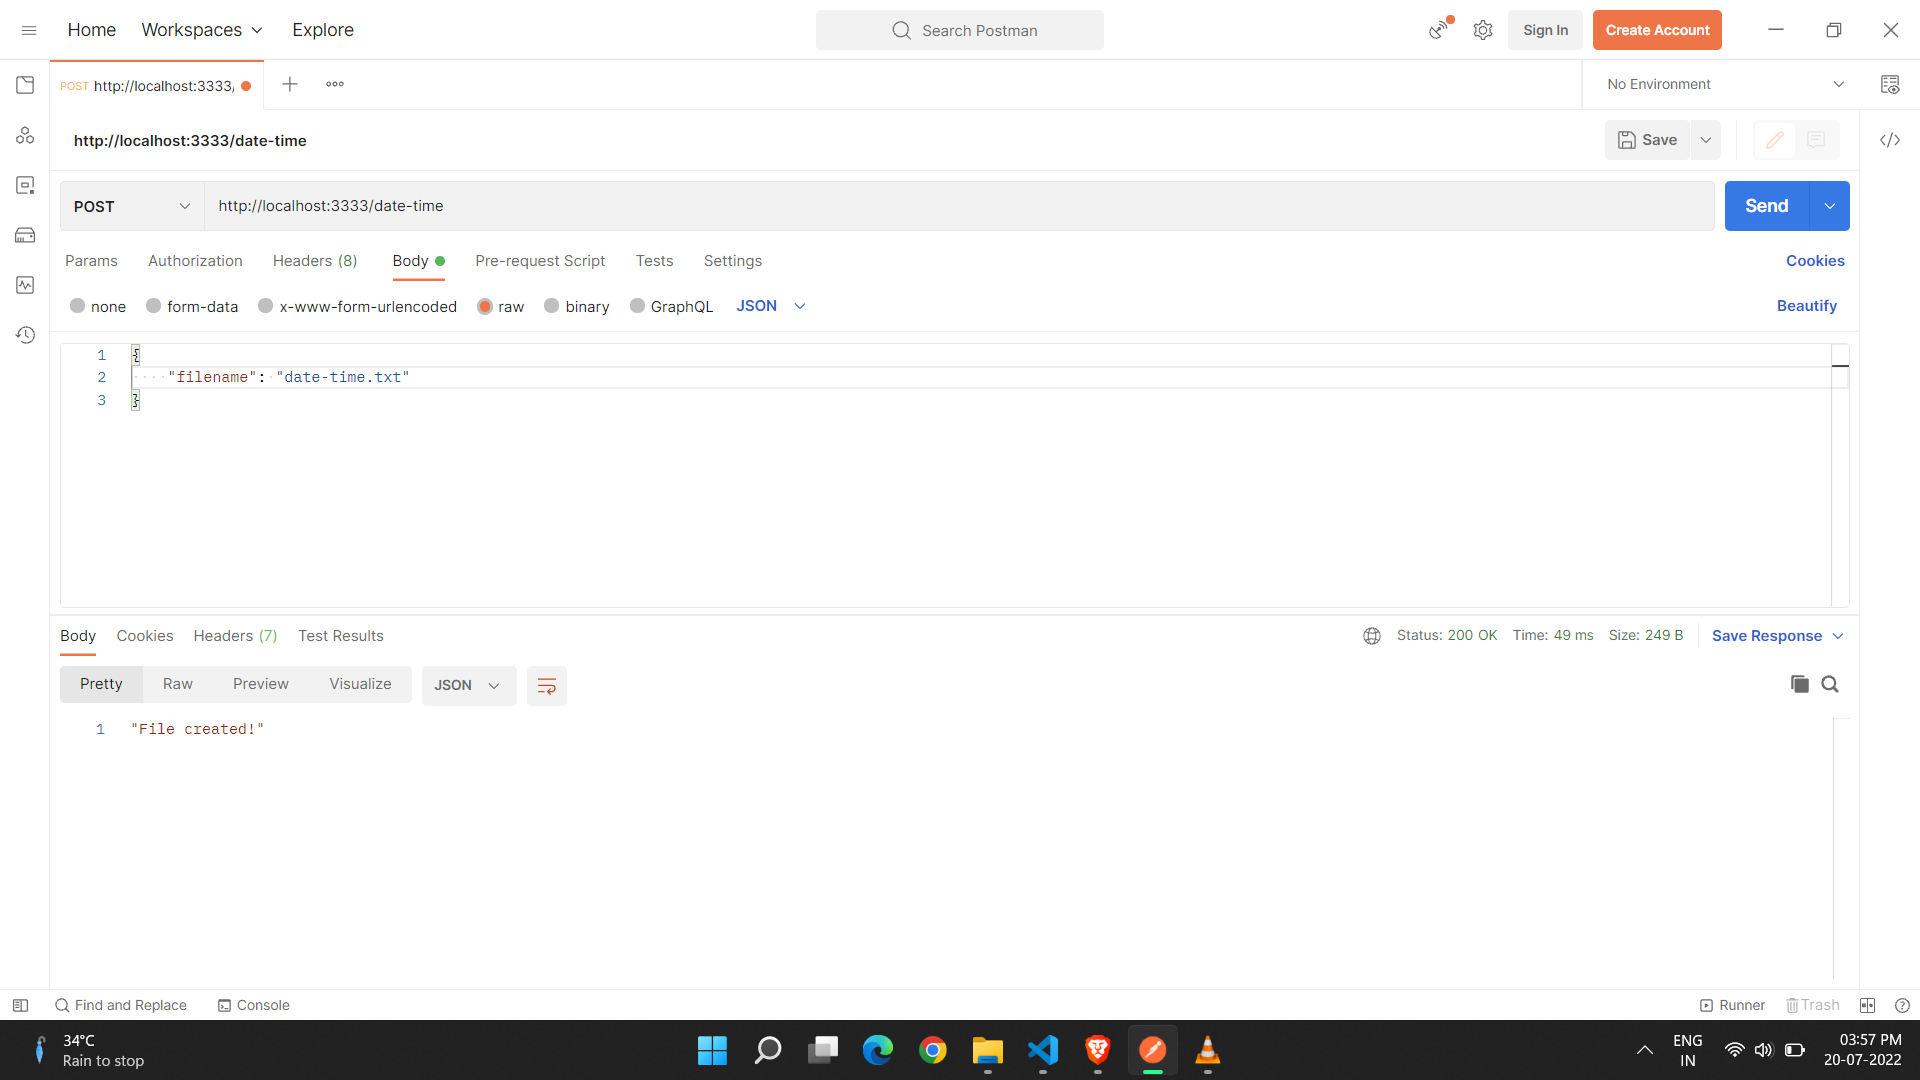 Home Workspaces Explore Search Postman Sign In Create Account
POST http://localhost:3333/ No Environment
http://localhost:3333/date-time Save
POST http://localhost:3333/date-time Send
Params Authorization Headers (8) Body Pre-request Script Tests Settings Cookies
none form-data x-www-form-urlencoded raw binary GraphQL JSON Beautify
1 {
2 "filename": "date-time.txt"
3 }
Body Cookies Headers (7) Test Results Status: 200 OK Time: 49 ms Size: 249 B Save Response
Pretty Raw Preview Visualize JSON
1 "File created!"
Find and Replace Console Runner Trash
34°C ENG 03:57 PM
Rain to stop IN 20-07-2022